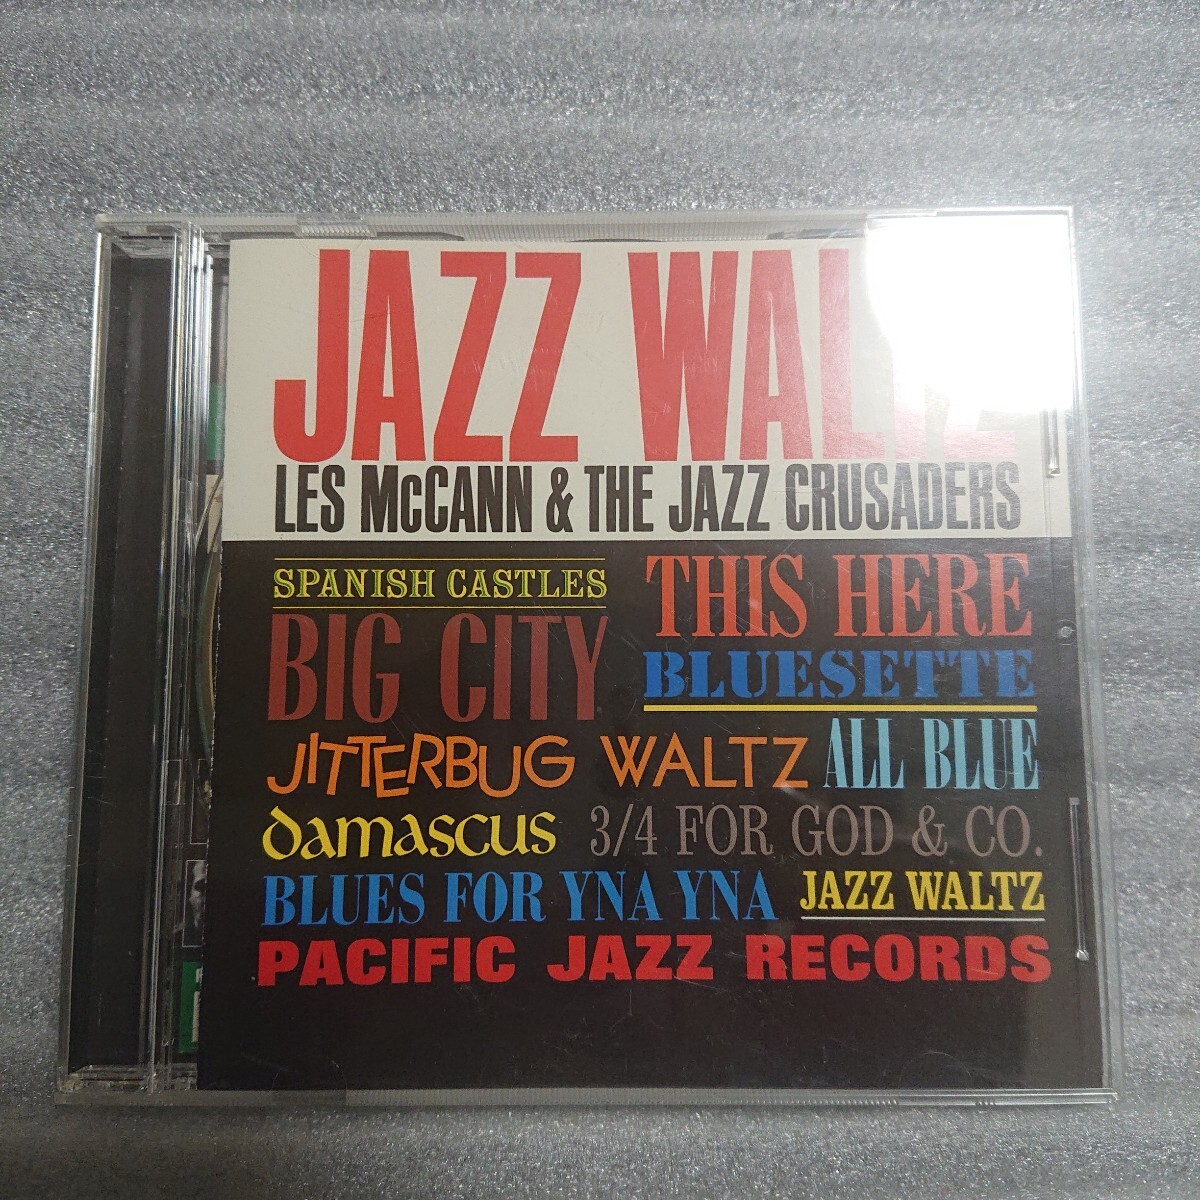 JAZZ WALTZ
LES McCANN & THE JAZZ CRUSADERS
SPANISH CASTLES
THIS HERE
BIG CITY
BLUESETTE
JITTERBUG WALTZ
ALL BLUE
damascus
3/4 FOR GOD & CO.
BLUES FOR YNA YNA
JAZZ WALTZ
PACIFIC JAZZ RECORDS